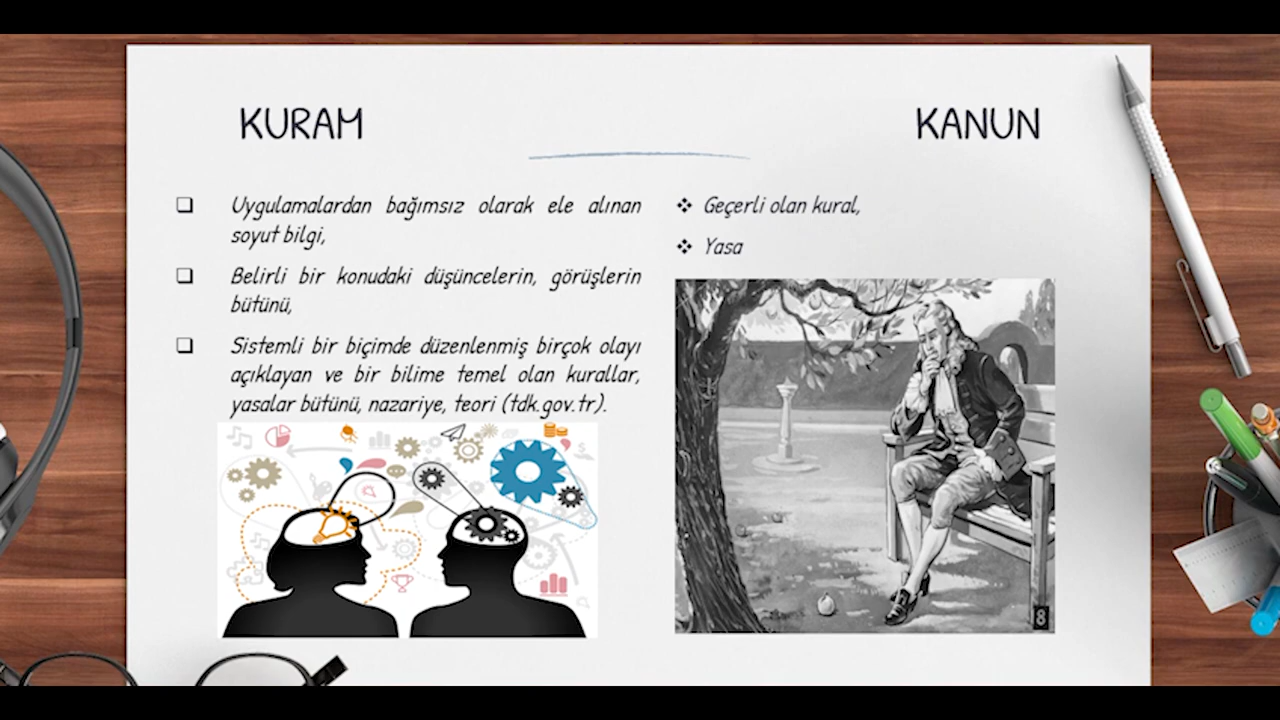 KURAM
KANUN
Uygulamalardan bağımsız olarak ele alınan
soyut bilgi,
Belirli bir konudaki düşüncelerin, görüşlerin
bütünü,
Sistemli bir biçimde düzenlenmiş birçok olayı
açıklayan ve bir bilime temel olan kurallar,
yasalar bütünü, nazariye, teori (tdk.gov.tr).
Geçerli olan kural,
Yasa
8